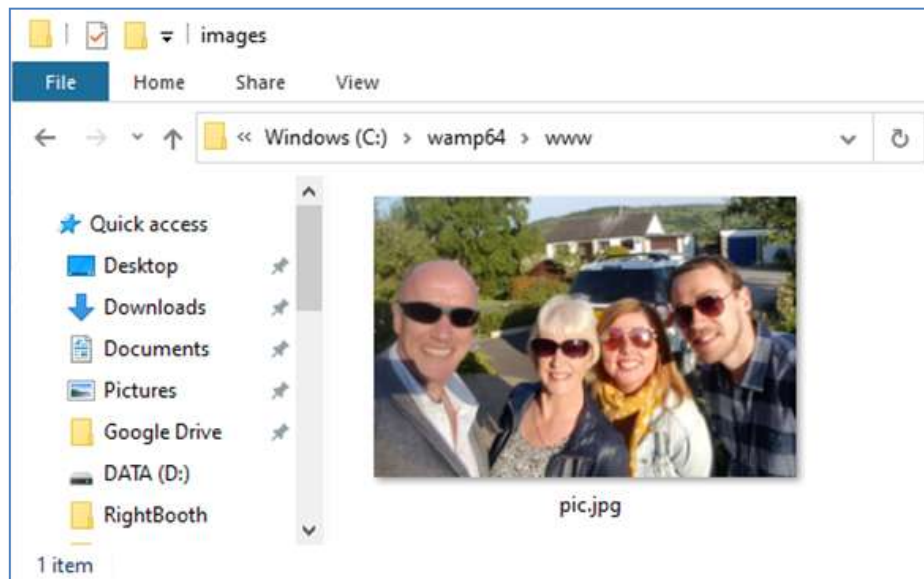 images
File Home Share View
« Windows (C:) > wamp64 > www
Quick access
Desktop
Downloads
Documents
Pictures
Google Drive
DATA (D:)
RightBooth
pic.jpg
1 item